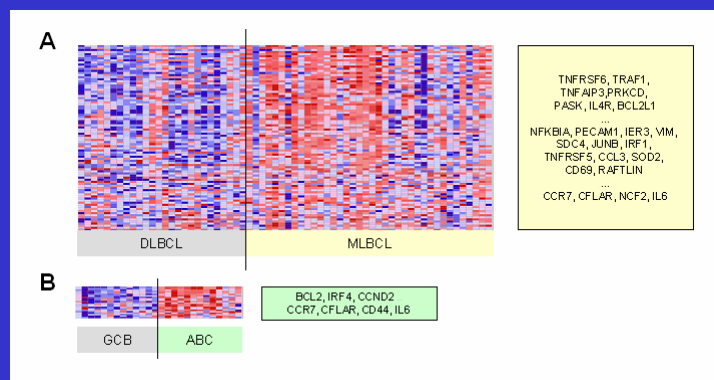 A
TNFRSF6, TRAF1,
TNFAIP3,PRKCD,
PASK, IL4R, BCL2L1
...
NFKBIA, PECAM1, IER3, VIM,
SDC4, JUNB, IRF1,
TNFRSF5, CCL3, SOD2,
CD69, RAFTLIN
...
CCR7, CFLAR, NCF2, IL6
DLBCL
MLBCL
B
BCL2, IRF4, CCND2
CCR7, CFLAR, CD44, IL6
GCB
ABC